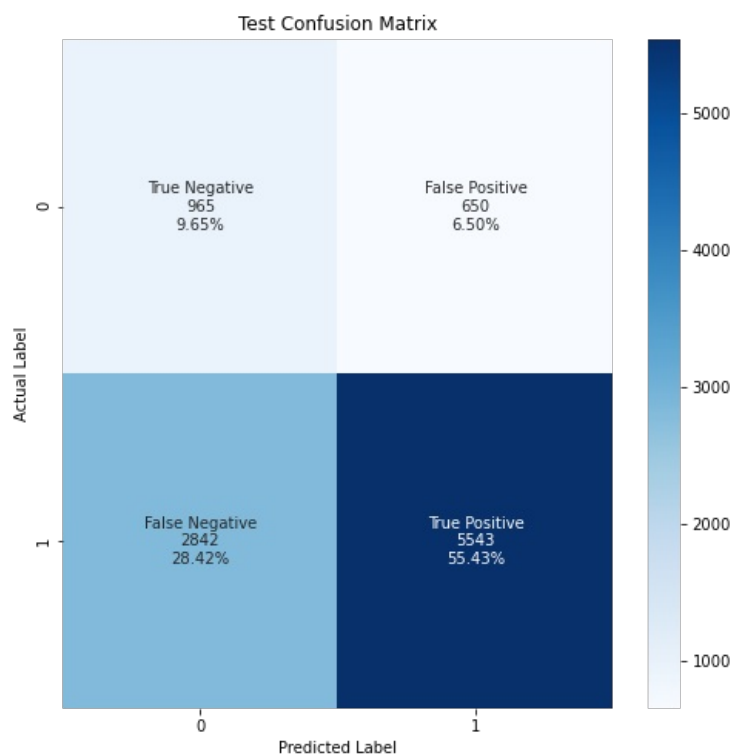 Test Confusion Matrix
True Negative
965
9.65%
False Positive
650
6.50%
0
Actual Label
False Negative
2842
28.42%
True Positive
5543
55.43%
1
0
1
Predicted Label
5000
4000
3000
2000
1000